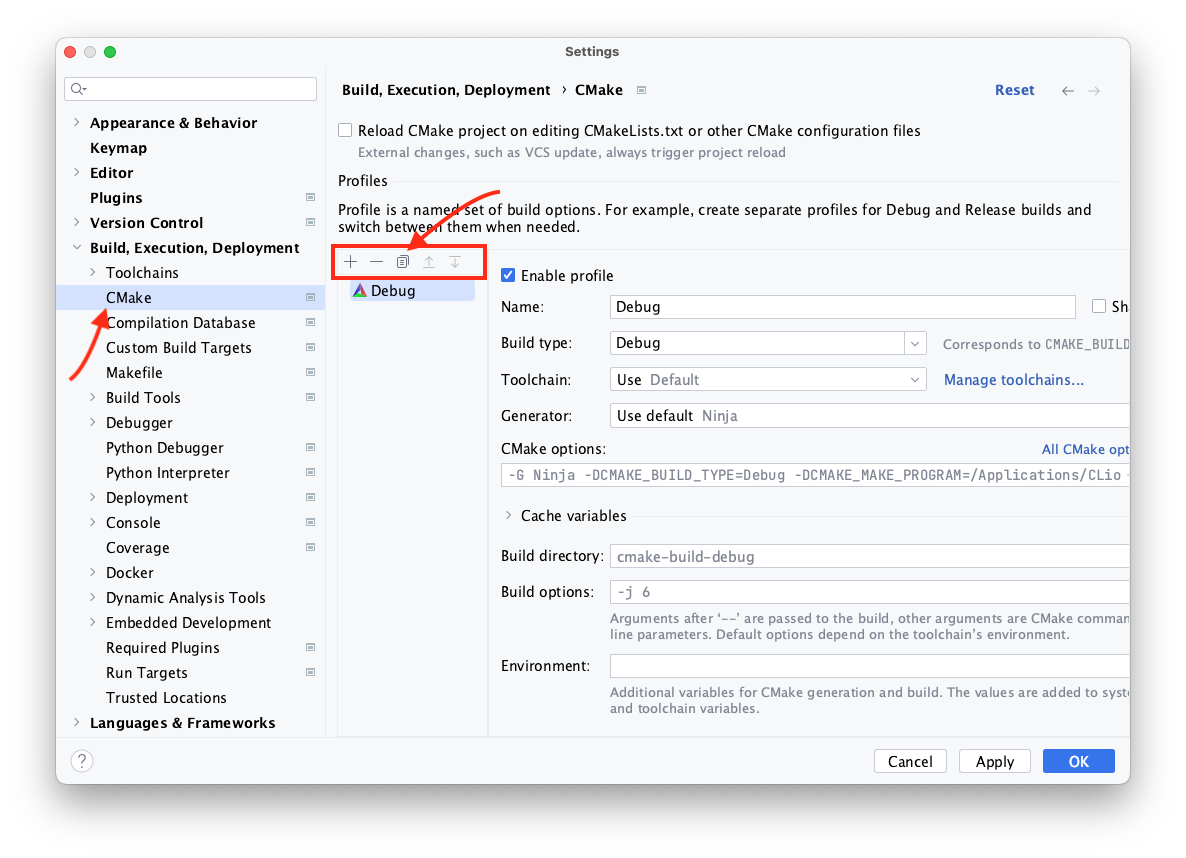 Settings
Build, Execution, Deployment › CMake
Reset
Appearance & Behavior
Keymap
Editor
Plugins
Version Control
Build, Execution, Deployment
Toolchains
CMake
Compilation Database
Custom Build Targets
Makefile
Build Tools
Debugger
Python Debugger
Python Interpreter
Deployment
Console
Coverage
Docker
Dynamic Analysis Tools
Embedded Development
Required Plugins
Run Targets
Trusted Locations
Languages & Frameworks
Reload CMake project on editing CMakeLists.txt or other CMake configuration files
External changes, such as VCS update, always trigger project reload
Profiles
Profile is a named set of build options. For example, create separate profiles for Debug and Release builds and
switch between them when needed.
Debug
Enable profile
Name: Debug Sh
Build type: Debug Corresponds to CMAKE_BUILD
Toolchain: Use Default Manage toolchains...
Generator: Use default Ninja
CMake options: All CMake opt
-G Ninja -DCMAKE_BUILD_TYPE=Debug -DCMAKE_MAKE_PROGRAM=/Applications/CLio
Cache variables
Build directory: cmake-build-debug
Build options: -j 6
Arguments after ‘--’ are passed to the build, other arguments are CMake comman
line parameters. Default options depend on the toolchain’s environment.
Environment:
Additional variables for CMake generation and build. The values are added to syst
and toolchain variables.
?
Cancel Apply OK